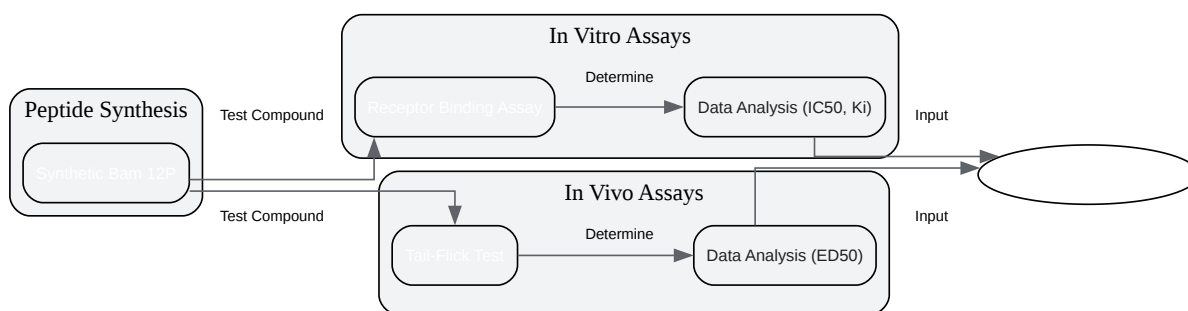 In Vitro Assays
Determine
Receptor Binding Assay
Data Analysis (IC50, Ki)
Peptide Synthesis
Test Compound
Input
Synthetic Bam 12P
In Vivo Assays
Test Compound
Input
Determine
Tail-Flick Test
Data Analysis (ED50)